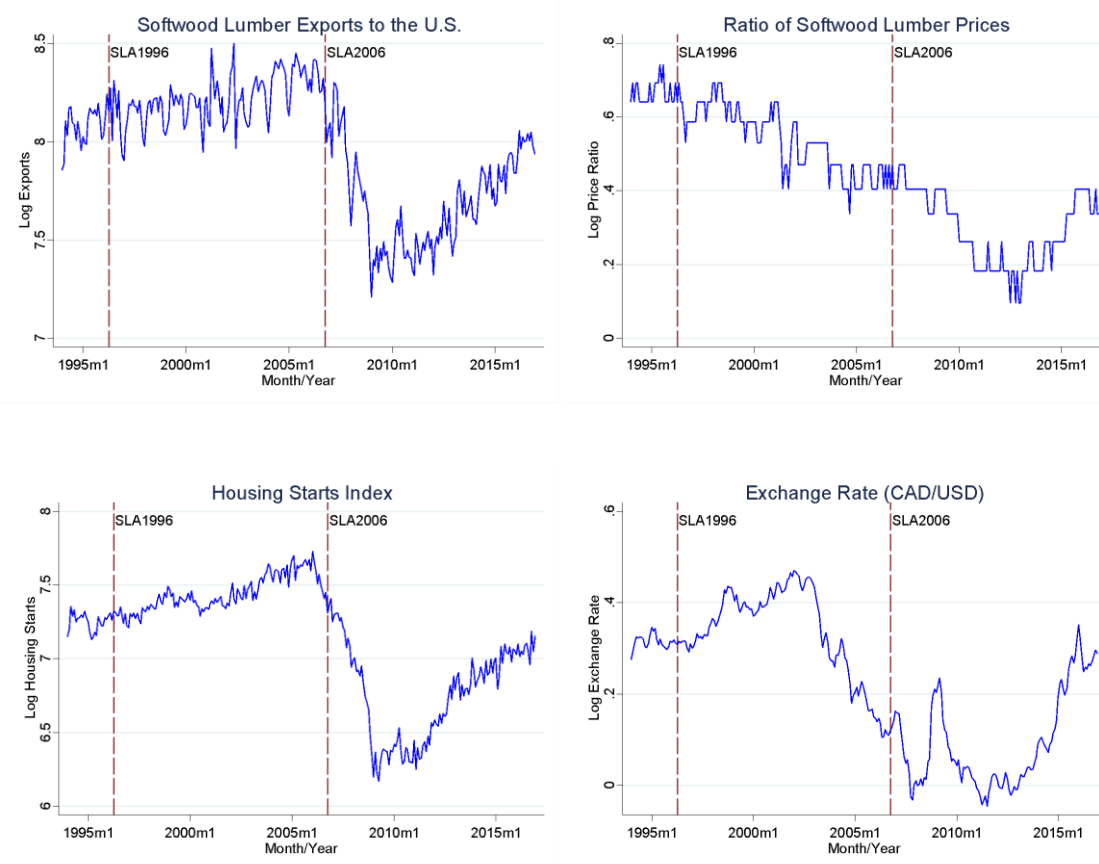 Softwood Lumber Exports to the U.S.
SLA1996
SLA2006
8.5
8
7.5
7
Log Exports
1995m1 2000m1 2005m1 2010m1 2015m1
Month/Year
Ratio of Softwood Lumber Prices
SLA1996
SLA2006
.8
.6
.4
.2
0
Log Price Ratio
1995m1 2000m1 2005m1 2010m1 2015m1
Month/Year
Housing Starts Index
SLA1996
SLA2006
8
7.5
7
6.5
6
Log Housing Starts
1995m1 2000m1 2005m1 2010m1 2015m1
Month/Year
Exchange Rate (CAD/USD)
SLA1996
SLA2006
.6
.4
.2
0
Log Exchange Rate
1995m1 2000m1 2005m1 2010m1 2015m1
Month/Year